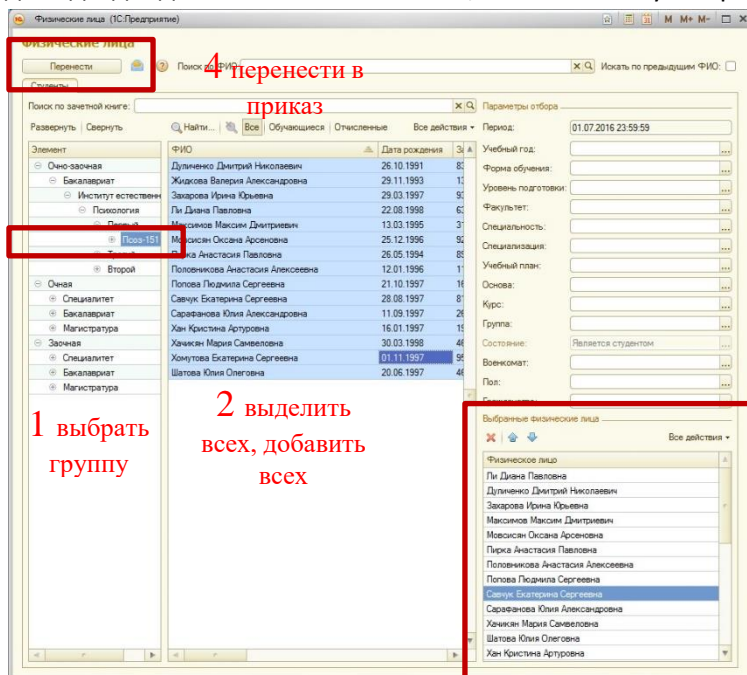 Физические лица (1С:Предприятие)
M M+ M-
Физические лица
Перенести
Поиск по ФИО:
Искать по предыдущим ФИО:
4 перенести в
приказ
Студенты
Поиск по зачетной книге:
Развернуть Свернуть
Найти... Все Обучающиеся Отчисленные Все действия
Элемент
Очно-заочная
Бакалавриат
Институт естественн
Психология
Первый
Псоз-151
Второй
Очная
Специалитет
Бакалавриат
Магистратура
Заочная
Специалитет
Бакалавриат
Магистратура
1 выбрать
группу
ФИО Дата рождения
Дуличенко Дмитрий Николаевич 26.10.1991
Жидкова Валерия Александровна 29.11.1993
Захарова Ирина Юрьевна 29.03.1997
Ли Диана Павловна 22.08.1998
Максимов Максим Дмитриевич 13.03.1995
Мовсисян Оксана Арсеновна 25.12.1996
Пирка Анастасия Павловна 26.05.1994
Половникова Анастасия Алексеевна 12.01.1996
Попова Людмила Сергеевна 21.10.1997
Савчук Екатерина Сергеевна 28.08.1997
Сарафанова Юлия Александровна 11.09.1997
Хан Кристина Артуровна 16.01.1997
Хачикян Мария Самвеловна 30.03.1998
Хомутова Екатерина Сергеевна 01.11.1997
Шатова Юлия Олеговна 20.06.1997
2 выделить
всех, добавить
всех
Параметры отбора
Период: 01.07.2016 23:59:59
Учебный год:
Форма обучения:
Уровень подготовки:
Факультет:
Специальность:
Специализация:
Учебный план:
Основа:
Курс:
Группа:
Состояние: Является студентом
Военкомат:
Пол:
Выбранные физические лица
Все действия
Физическое лицо
Ли Диана Павловна
Дуличенко Дмитрий Николаевич
Захарова Ирина Юрьевна
Максимов Максим Дмитриевич
Мовсисян Оксана Арсеновна
Пирка Анастасия Павловна
Половникова Анастасия Алексеевна
Попова Людмила Сергеевна
Савчук Екатерина Сергеевна
Сарафанова Юлия Александровна
Хачикян Мария Самвеловна
Шатова Юлия Олеговна
Хан Кристина Артуровна